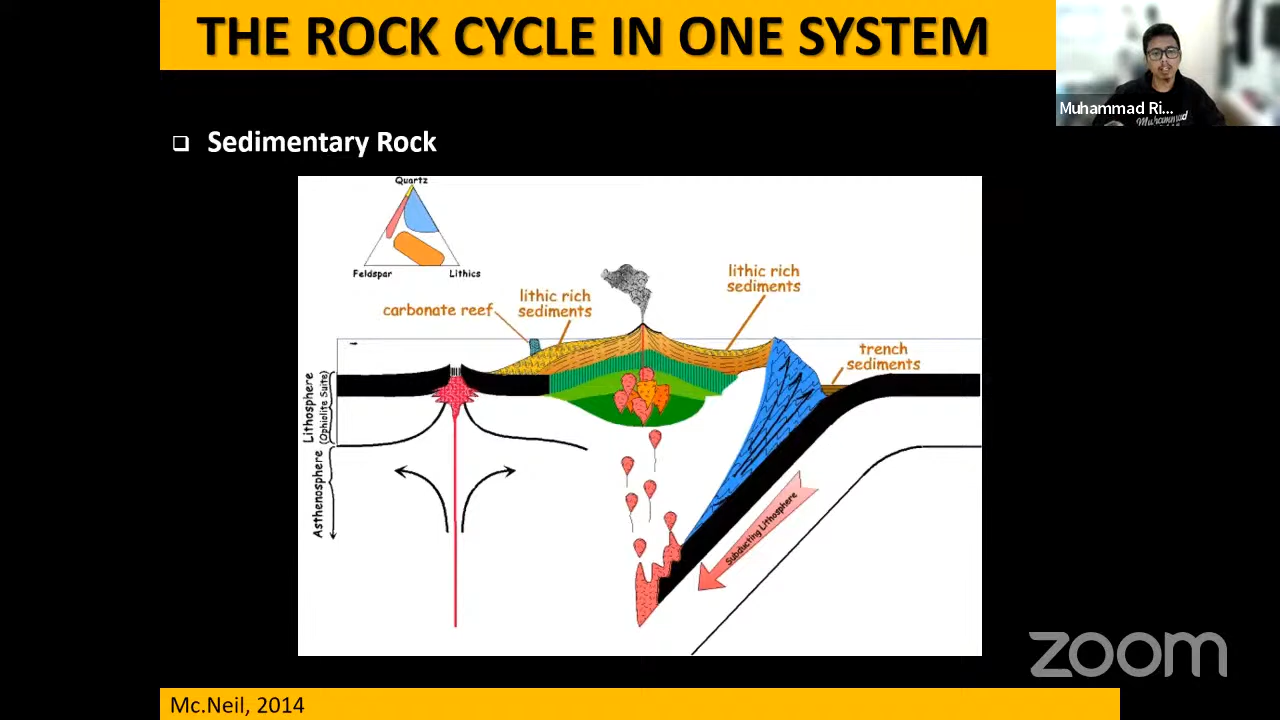 THE ROCK CYCLE IN ONE SYSTEM
Muhammad Ri...
Muhammad
Sedimentary Rock
Quartz
Feldspar
Lithics
carbonate reef
lithic rich
sediments
lithic rich
sediments
trench
sediments
Lithosphere
(Ophiolite Suite)
Asthenosphere
Subducting Lithosphere
zoom
Mc.Neil, 2014